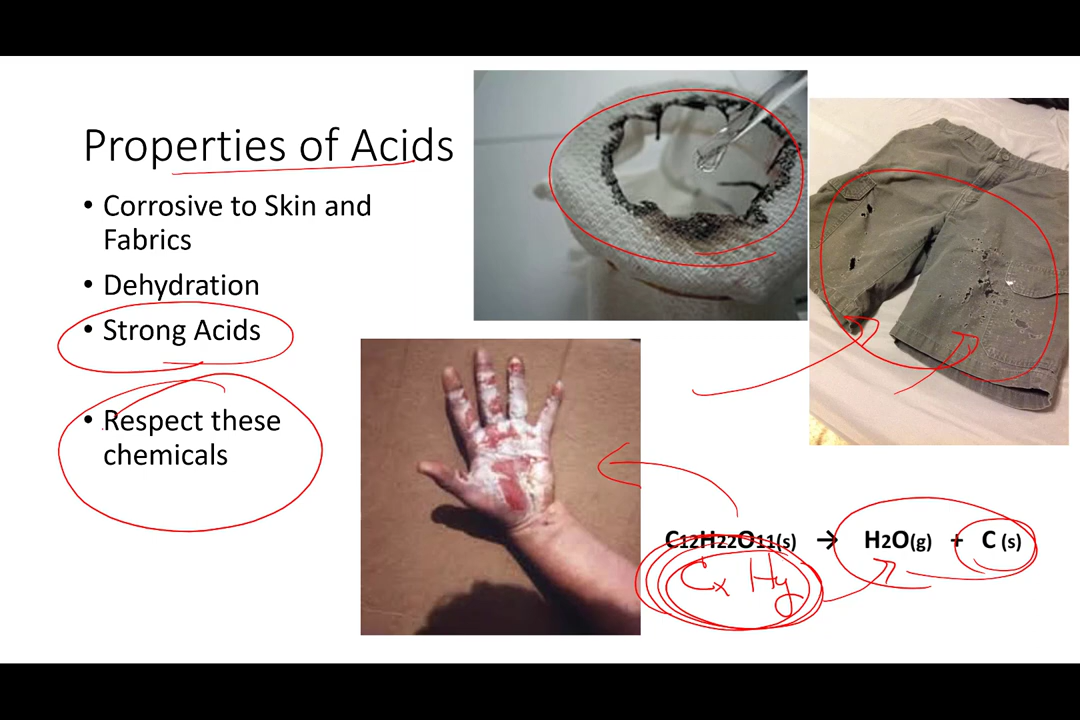 Properties of Acids
• Corrosive to Skin and
Fabrics
• Dehydration
• Strong Acids
• Respect these
chemicals
C12H22O11(s) → H2O(g) + C (s)
Cx Hy